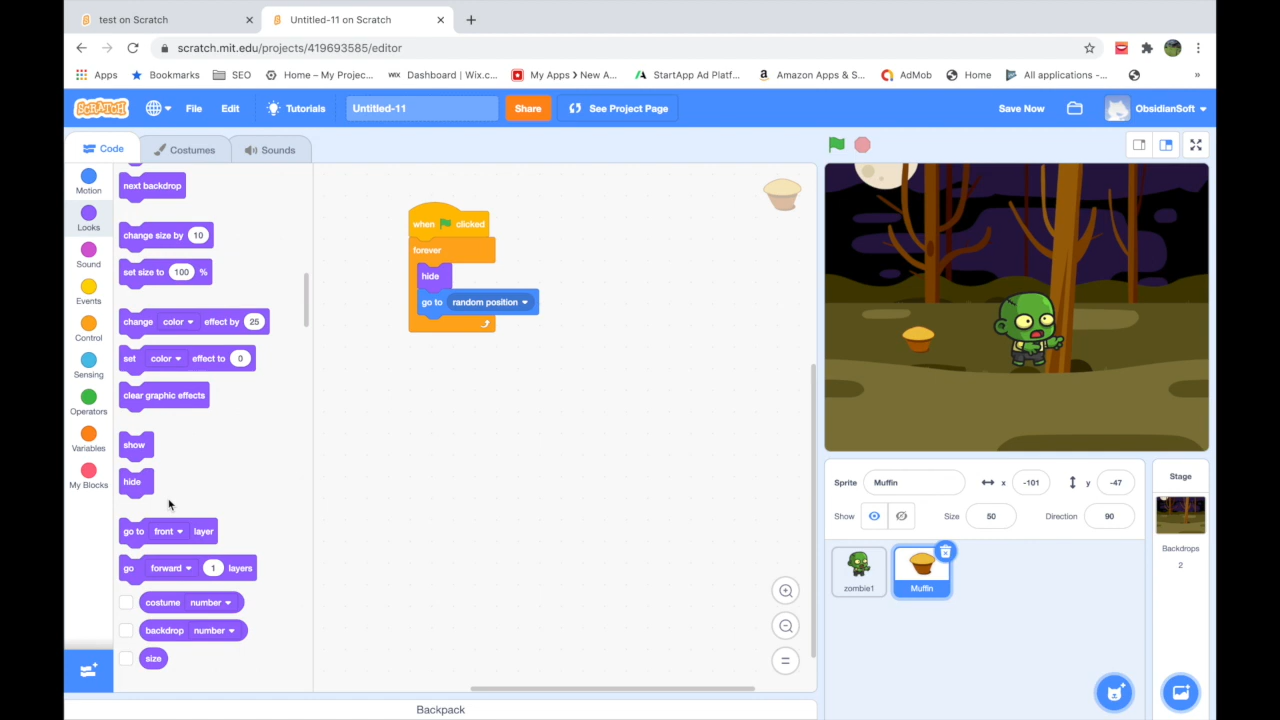 test on Scratch
Untitled-11 on Scratch
scratch.mit.edu/projects/419693585/editor
Apps
Bookmarks
SEO
Home – My Projec...
WIX
Dashboard | Wix.c...
My Apps › New A...
StartApp Ad Platf...
Amazon Apps & S...
AdMob
Home
All applications -...
SCRATCH
File
Edit
Tutorials
Untitled-11
Share
See Project Page
Save Now
ObsidianSoft
Code
Costumes
Sounds
Motion
Looks
Sound
Events
Control
Sensing
Operators
Variables
My Blocks
next backdrop
change size by 10
set size to 100 %
change color effect by 25
set color effect to 0
clear graphic effects
show
hide
go to front layer
go forward 1 layers
costume number
backdrop number
size
when clicked
forever
hide
go to random position
Sprite Muffin x -101 y -47
Show Size 50 Direction 90
zombie1
Muffin
Stage
Backdrops
2
Backpack